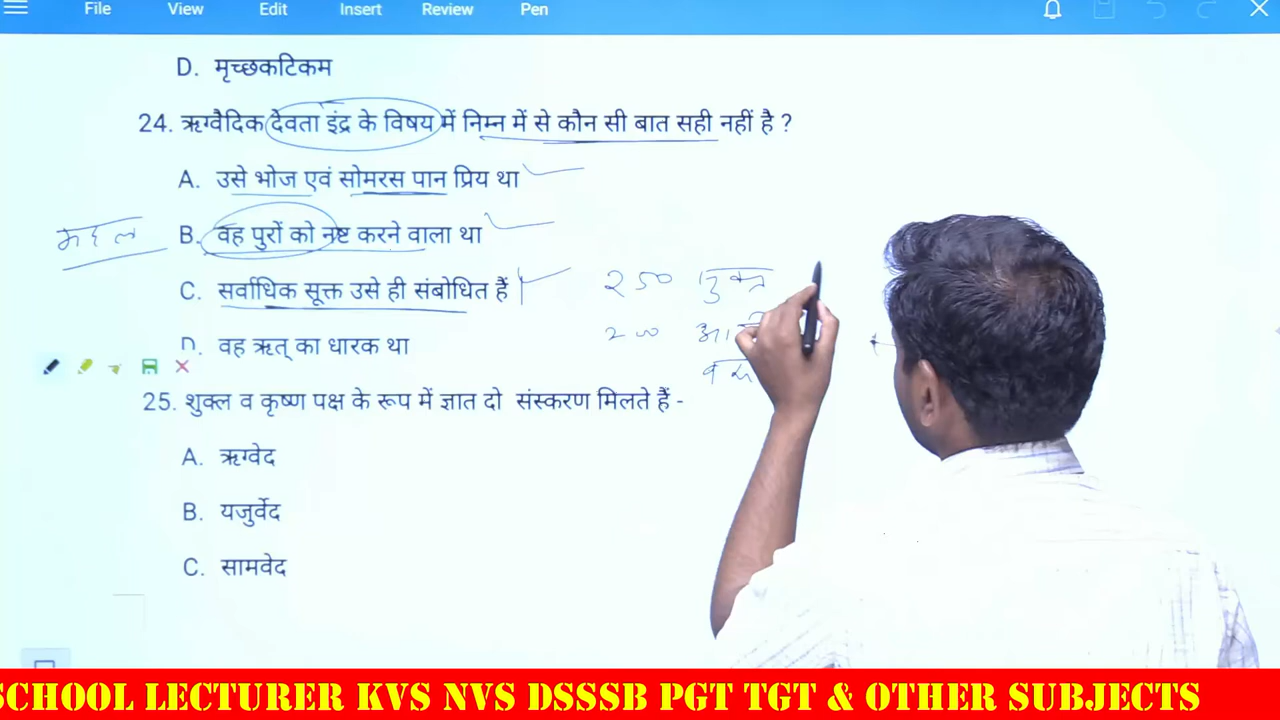 File View Edit Insert Review Pen
D. मृच्छकटिकम
24. ऋग्वैदिक देवता इंद्र के विषय में निम्न में से कौन सी बात सही नहीं है ?
A. उसे भोज एवं सोमरस पान प्रिय था
महल B. वह पुरों को नष्ट करने वाला था
C. सर्वाधिक सूक्त उसे ही संबोधित हैं 250
200
D. वह ऋत् का धारक था
25. शुक्ल व कृष्ण पक्ष के रूप में ज्ञात दो संस्करण मिलते हैं -
A. ऋग्वेद
B. यजुर्वेद
C. सामवेद
SCHOOL LECTURER KVS NVS DSSSB PGT TGT & OTHER SUBJECTS